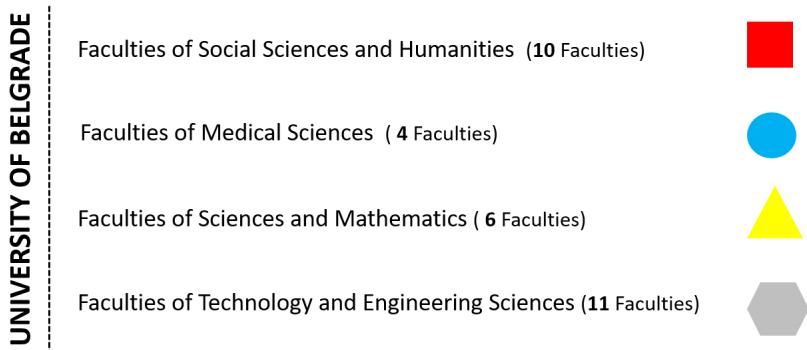 UNIVERSITY OF BELGRADE
Faculties of Social Sciences and Humanities (10 Faculties)
Faculties of Medical Sciences ( 4 Faculties)
Faculties of Sciences and Mathematics ( 6 Faculties)
Faculties of Technology and Engineering Sciences (11 Faculties)